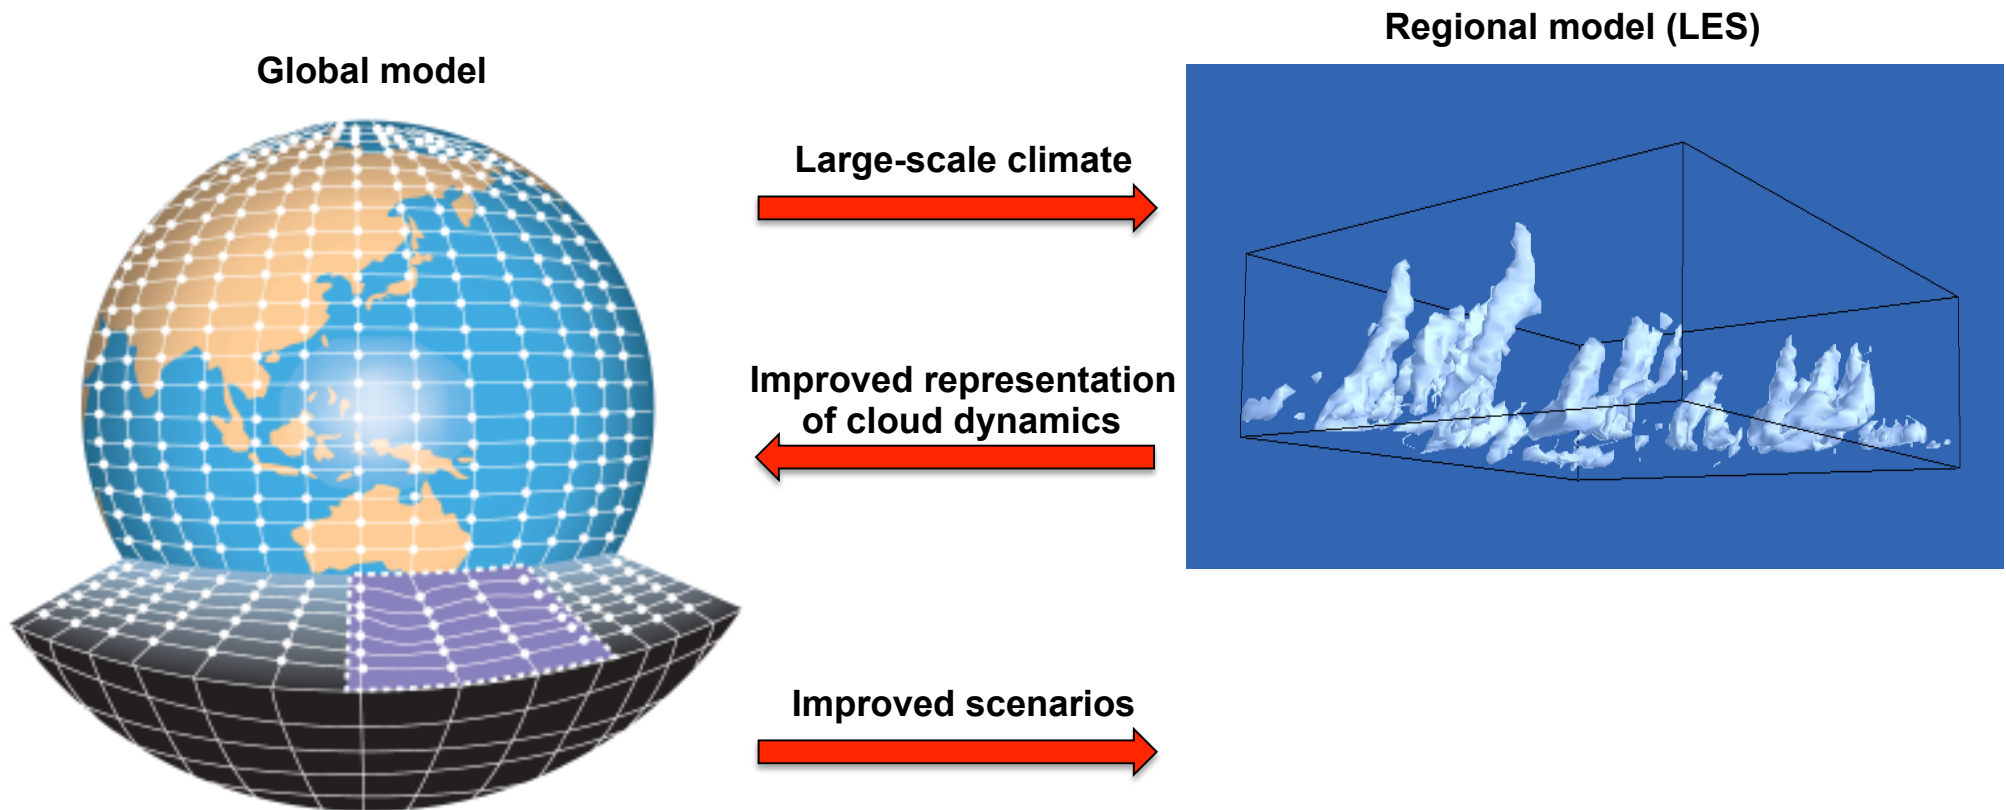 Regional model (LES)
Global model
Large-scale climate
Improved representation
of cloud dynamics
Improved scenarios